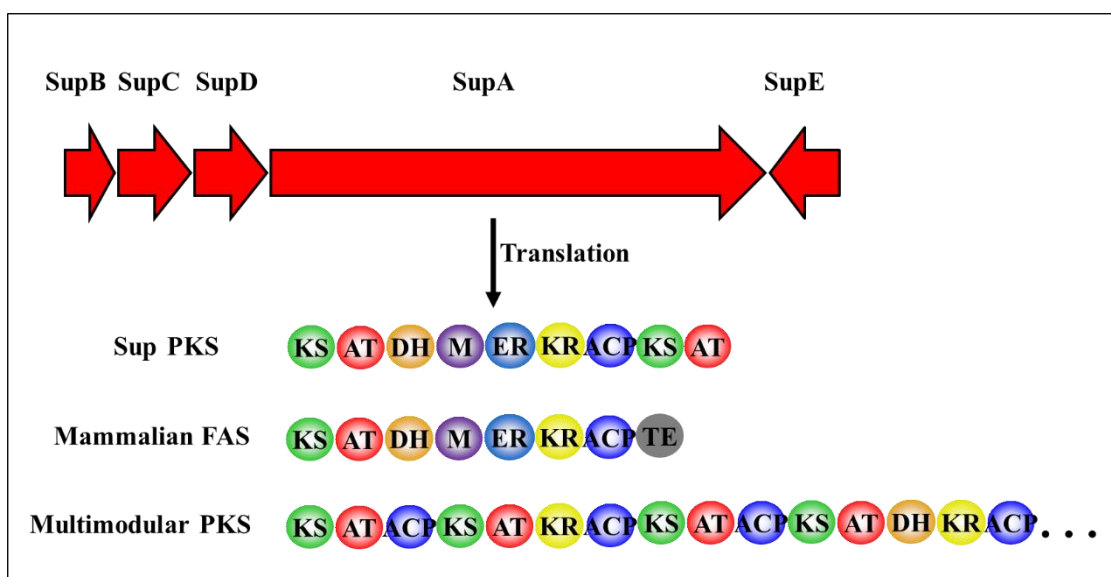 SupB SupC SupD SupA SupE
Translation
Sup PKS KS AT DH M ER KR ACP KS AT
Mammalian FAS KS AT DH M ER KR ACP TE
Multimodular PKS KS AT ACP KS AT KR ACP KS AT ACP KS AT DH KR ACP ...